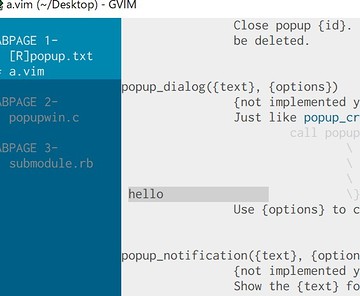 a.vim (~/Desktop) - GVIM
ABPAGE 1-
[R]popup.txt
* a.vim
ABPAGE 2-
popupwin.c
ABPAGE 3-
submodule.rb
Close popup {id}.
be deleted.
popup_dialog({text}, {options})
{not implemented y
Just like popup_cr
call popup
\
\
\
hello
\}
Use {options} to c
popup_notification({text}, {option
{not implemented y
Show the {text} fo